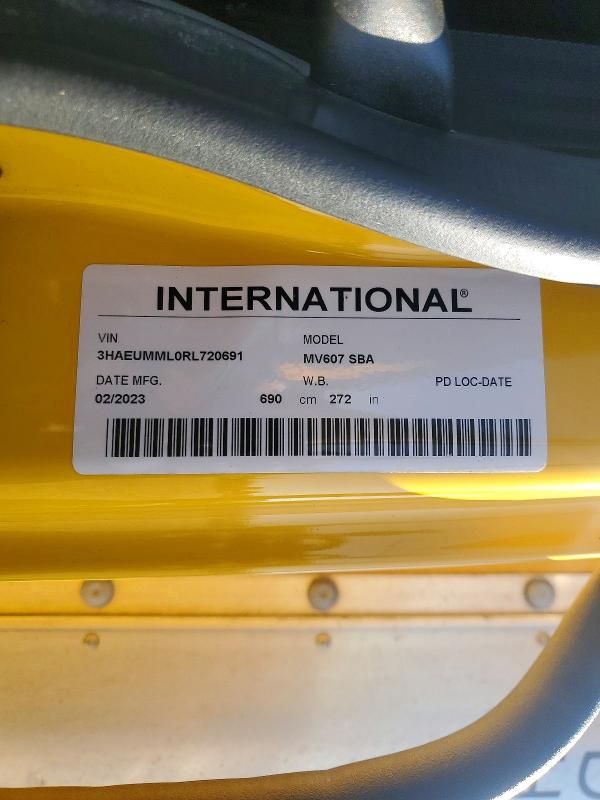 INTERNATIONAL®
VIN MODEL
3HAEUMML0RL720691 MV607 SBA
DATE MFG. W.B. PD LOC-DATE
02/2023 690 cm 272 in